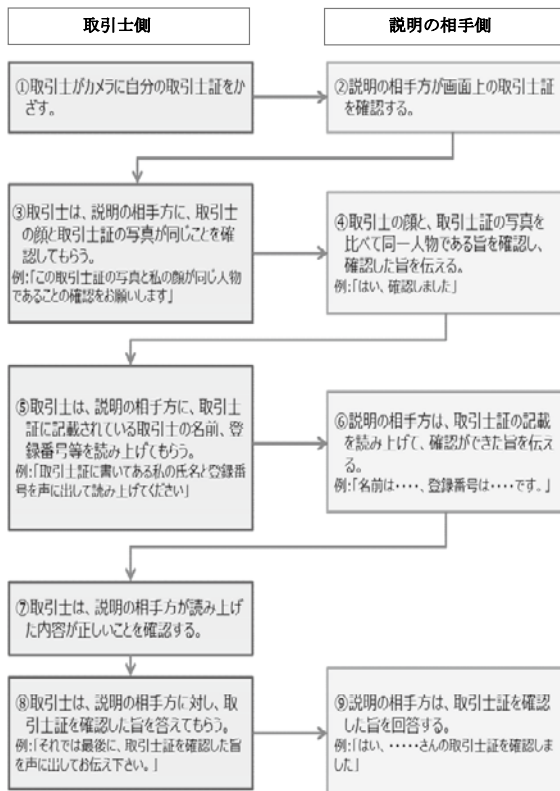 取引士側
説明の相手側
①取引士がカメラに自分の取引士証をか
ざす。
②説明の相手方が画面上の取引士証
を確認する。
③取引士は、説明の相手方に、取引士
の顔と取引士証の写真が同じことを確
認してもらう。
例:「この取引士証の写真と私の顔が同じ人物
であることの確認をお願いします」
④取引士の顔と、取引士証の写真を
比べて同一人物である旨を確認し、
確認した旨を伝える。
例:「はい、確認しました」
⑤取引士は、説明の相手方に、取引士
証に記載されている取引士の名前、登
録番号等を読み上げてもらう。
例:「取引士証に書いてある私の氏名と登録番
号を声に出して読み上げてください」
⑥説明の相手方は、取引士証の記載
を読み上げて、確認ができた旨を伝え
る。
例:「名前は・・・・、登録番号は・・・・です。」
⑦取引士は、説明の相手方が読み上げ
た内容が正しいことを確認する。
⑧取引士は、説明の相手方に対し、取
引士証を確認した旨を答えてもらう。
例:「それでは最後に、取引士証を確認した旨
を声に出してお伝え下さい。」
⑨説明の相手方は、取引士証を確認
した旨を回答する。
例:「はい、・・・・・さんの取引士証を確認しま
した」